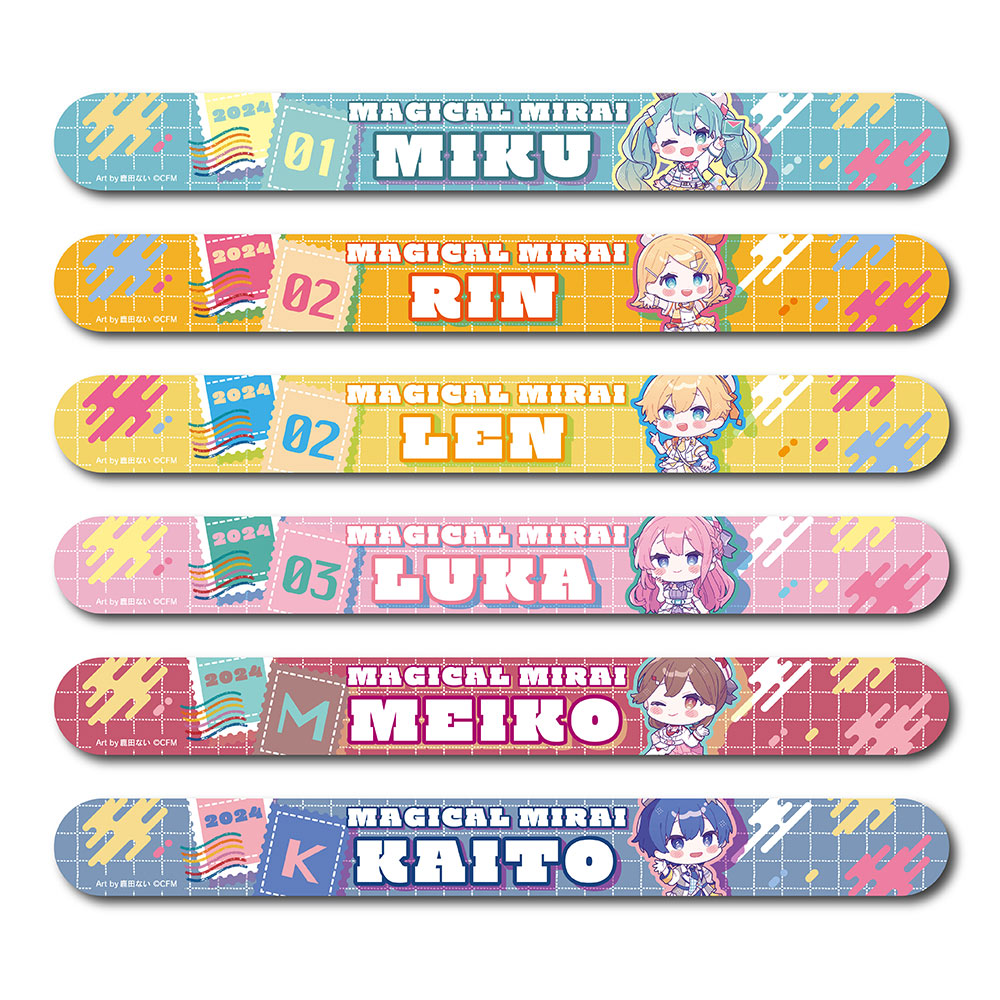 2024
01
MAGICAL MIRAI
MIKU
Art by 鹿田ない ©CFM
2024
02
MAGICAL MIRAI
RIN
Art by 鹿田ない ©CFM
2024
02
MAGICAL MIRAI
LEN
Art by 鹿田ない ©CFM
2024
03
MAGICAL MIRAI
LUKA
Art by 鹿田ない ©CFM
2024
M
MAGICAL MIRAI
MEIKO
Art by 鹿田ない ©CFM
2024
K
MAGICAL MIRAI
KAITO
Art by 鹿田ない ©CFM